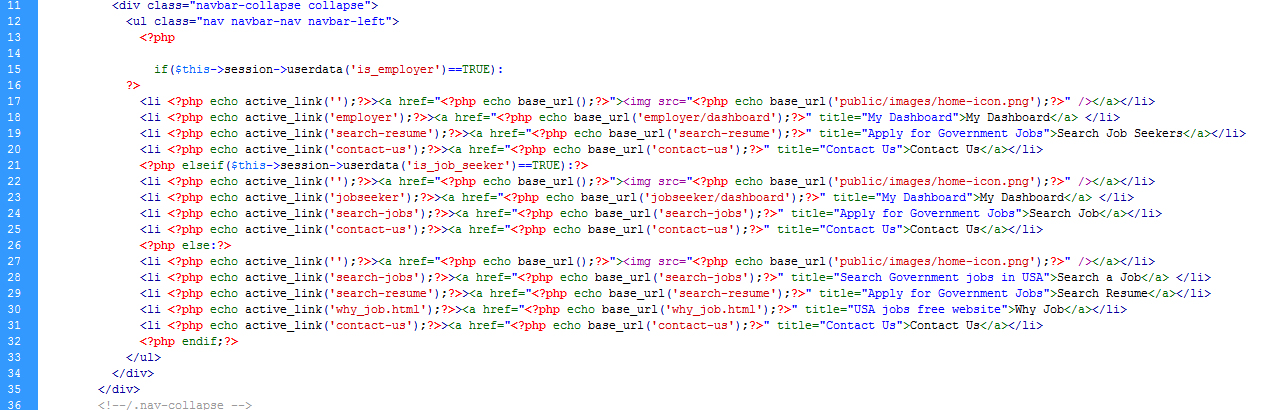 11 <div class="navbar-collapse collapse">
12 <ul class="nav navbar-nav navbar-left">
13 <?php
14
15 if($this->session->userdata('is_employer')==TRUE):
16 ?>
17 <li <?php echo active_link('');?>><a href="<?php echo base_url();?>"><img src="<?php echo base_url('public/images/home-icon.png');?>" /></a></li>
18 <li <?php echo active_link('employer');?>><a href="<?php echo base_url('employer/dashboard');?>" title="My Dashboard">My Dashboard</a> </li>
19 <li <?php echo active_link('search-resume');?>><a href="<?php echo base_url('search-resume');?>" title="Apply for Government Jobs">Search Job Seekers</a></li>
20 <li <?php echo active_link('contact-us');?>><a href="<?php echo base_url('contact-us');?>" title="Contact Us">Contact Us</a></li>
21 <?php elseif($this->session->userdata('is_job_seeker')==TRUE):?>
22 <li <?php echo active_link('');?>><a href="<?php echo base_url();?>"><img src="<?php echo base_url('public/images/home-icon.png');?>" /></a></li>
23 <li <?php echo active_link('jobseeker');?>><a href="<?php echo base_url('jobseeker/dashboard');?>" title="My Dashboard">My Dashboard</a> </li>
24 <li <?php echo active_link('search-jobs');?>><a href="<?php echo base_url('search-jobs');?>" title="Apply for Government Jobs">Search Job</a></li>
25 <li <?php echo active_link('contact-us');?>><a href="<?php echo base_url('contact-us');?>" title="Contact Us">Contact Us</a></li>
26 <?php else:?>
27 <li <?php echo active_link('');?>><a href="<?php echo base_url();?>"><img src="<?php echo base_url('public/images/home-icon.png');?>" /></a></li>
28 <li <?php echo active_link('search-jobs');?>><a href="<?php echo base_url('search-jobs');?>" title="Search Government jobs in USA">Search a Job</a> </li>
29 <li <?php echo active_link('search-resume');?>><a href="<?php echo base_url('search-resume');?>" title="Apply for Government Jobs">Search Resume</a></li>
30 <li <?php echo active_link('why_job.html');?>><a href="<?php echo base_url('why_job.html');?>" title="USA jobs free website">Why Job</a></li>
31 <li <?php echo active_link('contact-us');?>><a href="<?php echo base_url('contact-us');?>" title="Contact Us">Contact Us</a></li>
32 <?php endif;?>
33 </ul>
34 </div>
35 </div>
36 <!--/.nav-collapse -->